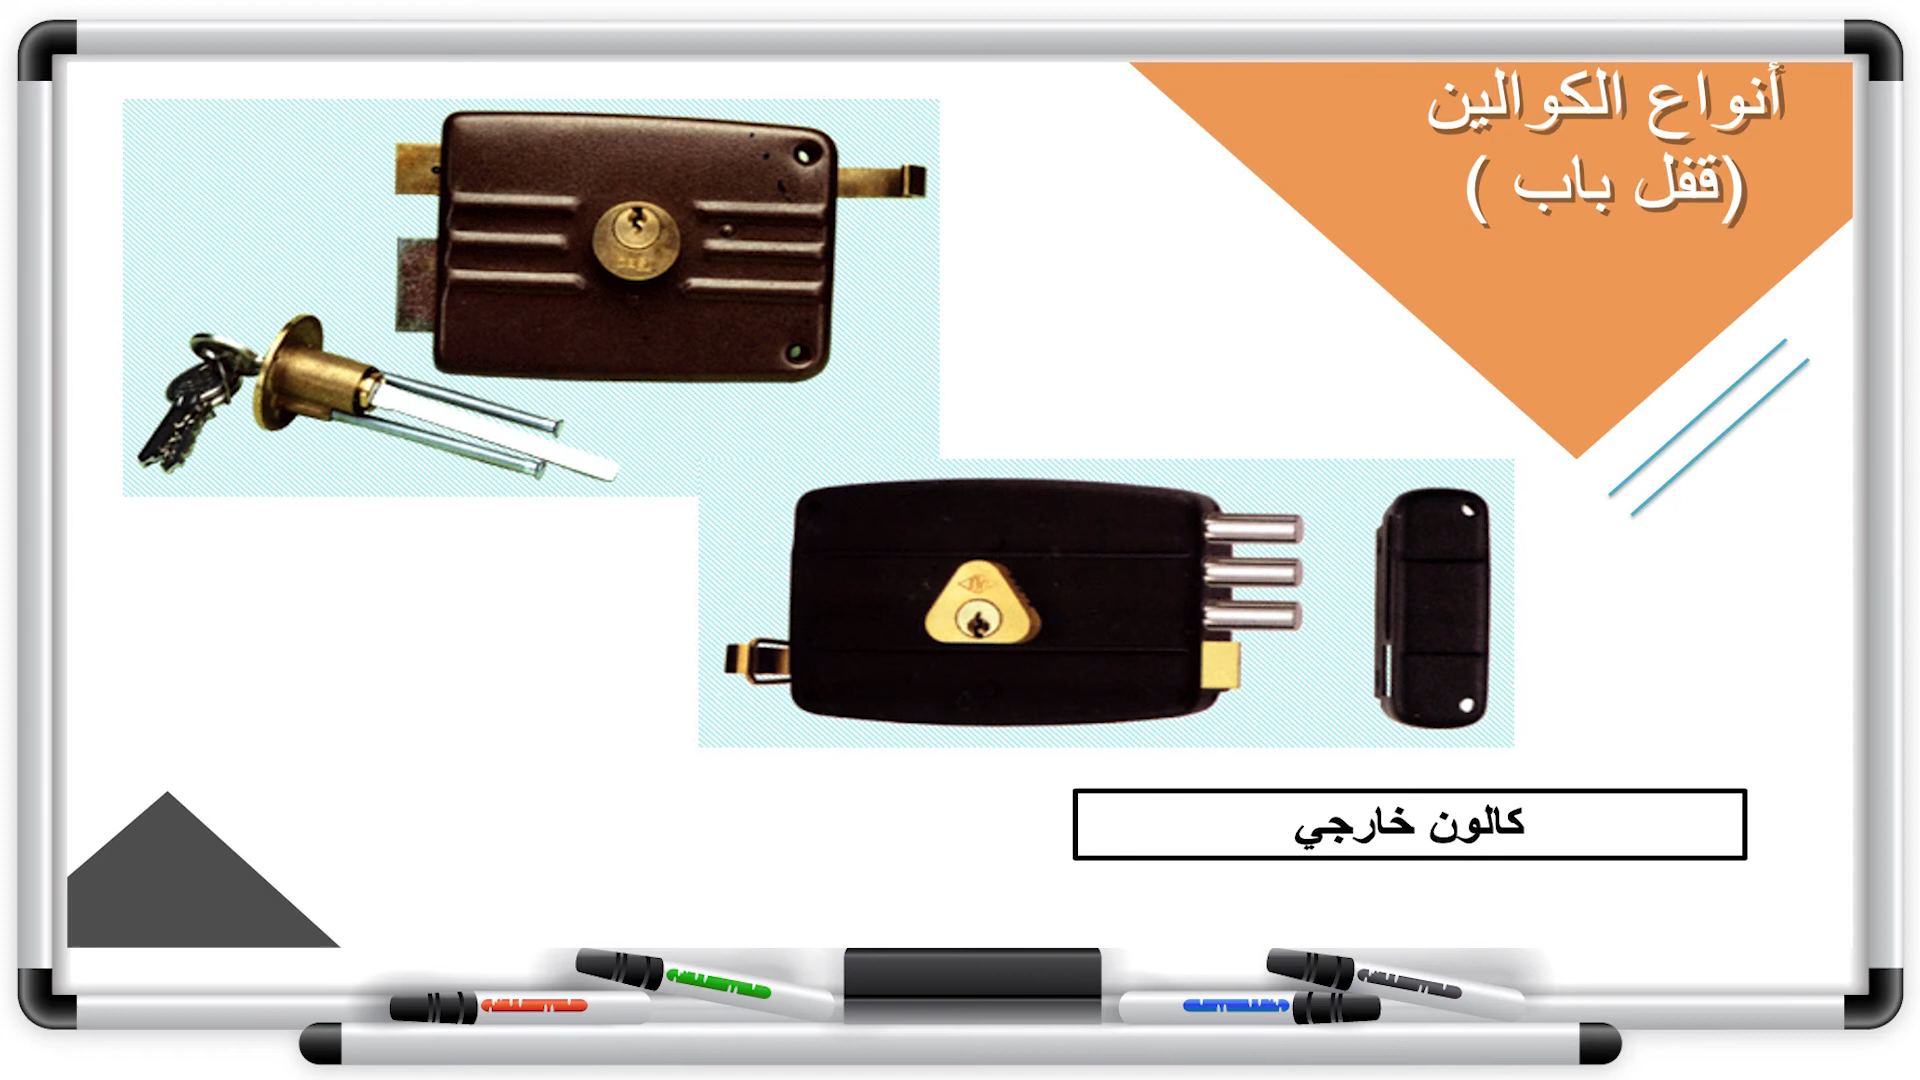 أنواع الكوالين
(قفل باب )
كالون خارجي